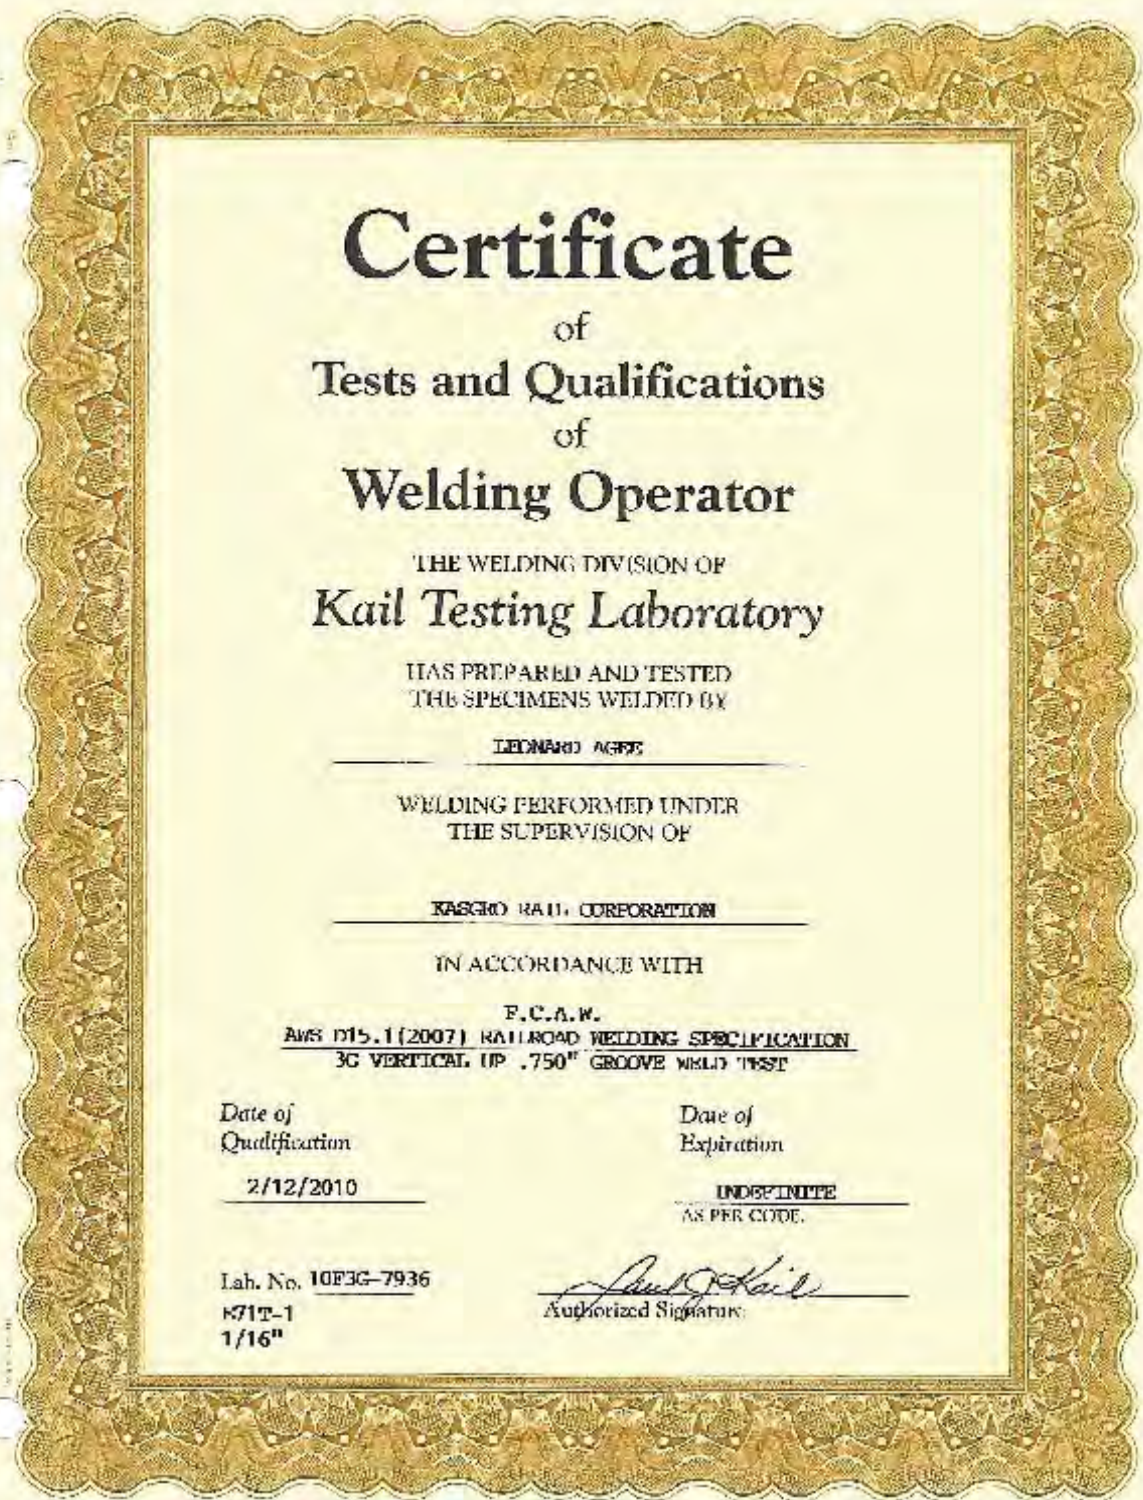 Certificate
of
Tests and Qualifications
of
Welding Operator
THE WELDING DIVISION OF
Kail Testing Laboratory
HAS PREPARED AND TESTED
THE SPECIMENS WELDED BY
LEONARD AGEE
WELDING PERFORMED UNDER
THE SUPERVISION OF
KASGRO RAIL CORPORATION
IN ACCORDANCE WITH
F.C.A.W.
AWS D15.1(2007) RAILROAD WELDING SPECIFICATION
3G VERTICAL UP .750" GROOVE WELD TEST
Date of
Qualification
2/12/2010
Date of
Expiration
INDEFINITE
AS PER CODE.
Lab. No. 10F3G-7936
E71T-1
1/16"
Paul J Kail
Authorized Signature